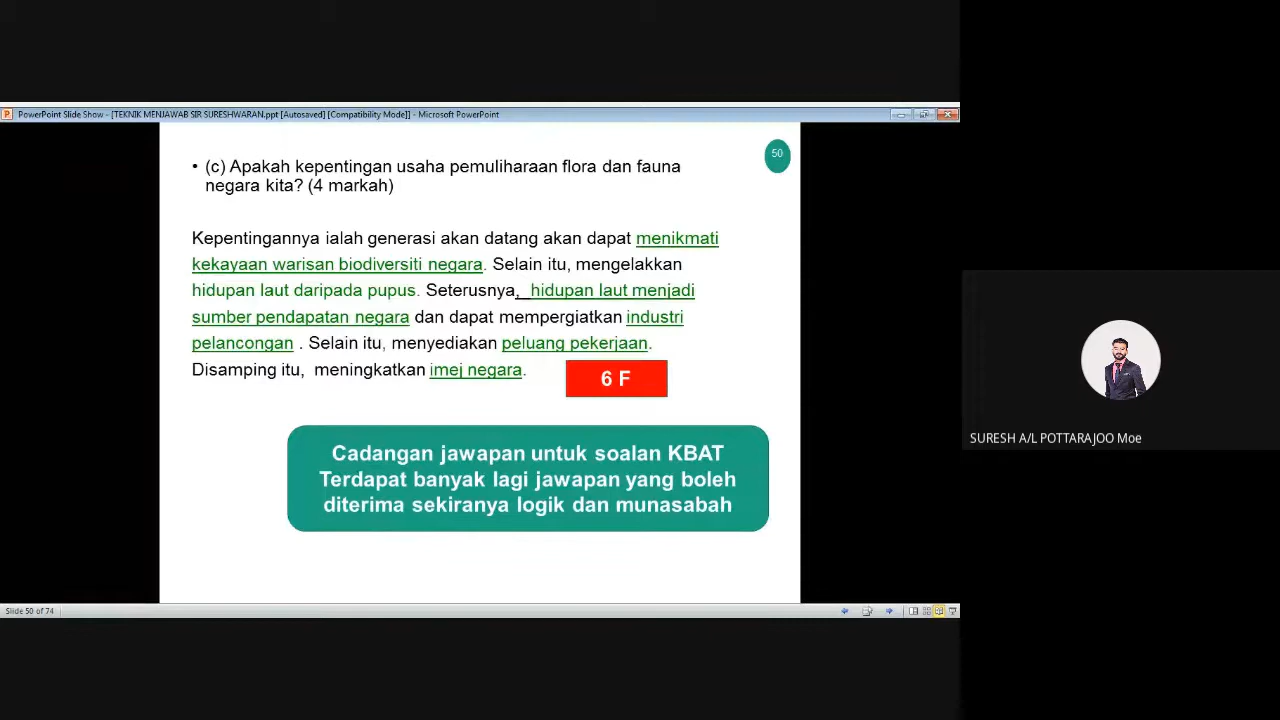 PowerPoint Slide Show - [TEKNIK MENJAWAB SIR SURESHWARAN.ppt [Autosaved] [Compatibility Mode]] - Microsoft PowerPoint
50
• (c) Apakah kepentingan usaha pemuliharaan flora dan fauna
negara kita? (4 markah)
Kepentingannya ialah generasi akan datang akan dapat menikmati
kekayaan warisan biodiversiti negara. Selain itu, mengelakkan
hidupan laut daripada pupus. Seterusnya, hidupan laut menjadi
sumber pendapatan negara dan dapat mempergiatkan industri
pelancongan . Selain itu, menyediakan peluang pekerjaan.
Disamping itu, meningkatkan imej negara.
6 F
Cadangan jawapan untuk soalan KBAT
Terdapat banyak lagi jawapan yang boleh
diterima sekiranya logik dan munasabah
SURESH A/L POTTARAJOO Moe
Slide 50 of 74